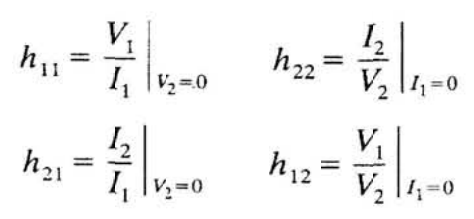 h₁₁ = V₁/I₁ |V₂=0 h₂₂ = I₂/V₂ |I₁=0
h₂₁ = I₂/I₁ |V₂=0 h₁₂ = V₁/V₂ |I₁=0